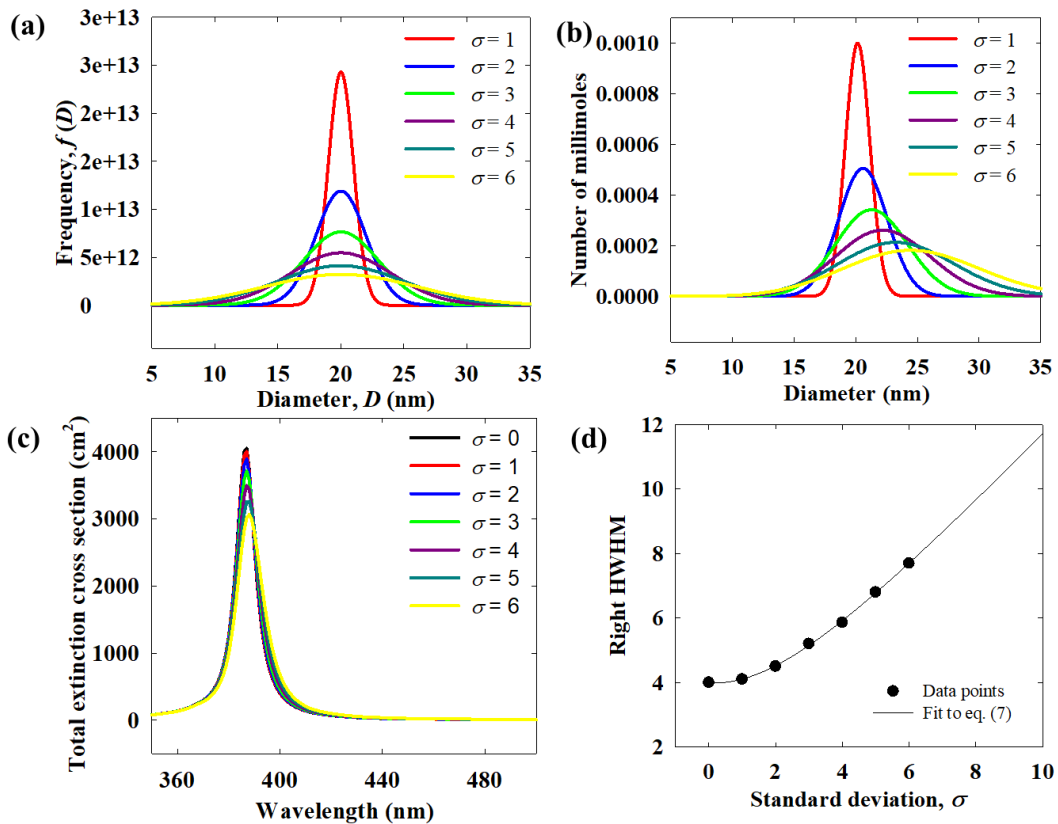 (a)
Frequency, f (D)
3e+13
3e+13
2e+13
2e+13
1e+13
5e+12
0
σ = 1
σ = 2
σ = 3
σ = 4
σ = 5
σ = 6
5 10 15 20 25 30 35
Diameter, D (nm)
(b)
Number of millimoles
0.0010
0.0008
0.0006
0.0004
0.0002
0.0000
σ = 1
σ = 2
σ = 3
σ = 4
σ = 5
σ = 6
5 10 15 20 25 30 35
Diameter (nm)
(c)
Total extinction cross section (cm²)
4000
3000
2000
1000
0
σ = 0
σ = 1
σ = 2
σ = 3
σ = 4
σ = 5
σ = 6
360 400 440 480
Wavelength (nm)
(d)
Right HWHM
12
10
8
6
4
2
Data points
Fit to eq. (7)
0 2 4 6 8 10
Standard deviation, σ